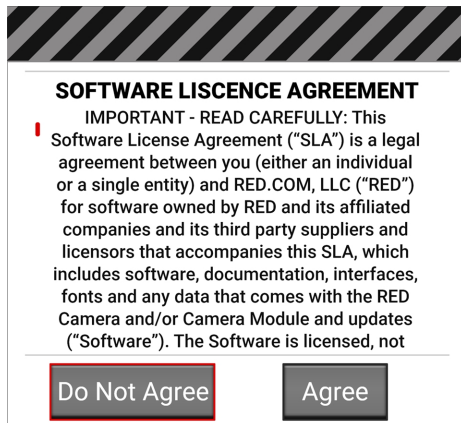 SOFTWARE LISCENCE AGREEMENT
IMPORTANT - READ CAREFULLY: This
Software License Agreement (“SLA”) is a legal
agreement between you (either an individual
or a single entity) and RED.COM, LLC (“RED”)
for software owned by RED and its affiliated
companies and its third party suppliers and
licensors that accompanies this SLA, which
includes software, documentation, interfaces,
fonts and any data that comes with the RED
Camera and/or Camera Module and updates
(“Software”). The Software is licensed, not
Do Not Agree
Agree